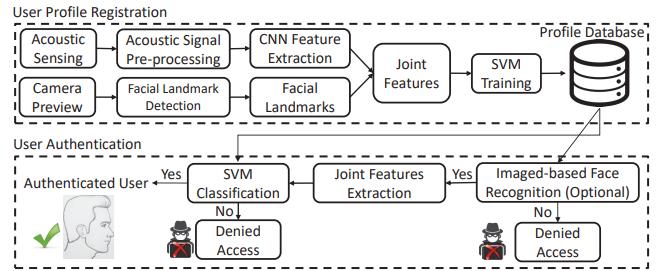 User Profile Registration
Acoustic
Sensing
Acoustic Signal
Pre-processing
CNN Feature
Extraction
Camera
Preview
Facial Landmark
Detection
Facial
Landmarks
Joint
Features
SVM
Training
Profile Database
User Authentication
Authenticated User
Yes
SVM
Classification
No
Denied
Access
Joint Features
Extraction
Yes
Imaged-based Face
Recognition (Optional)
No
Denied
Access